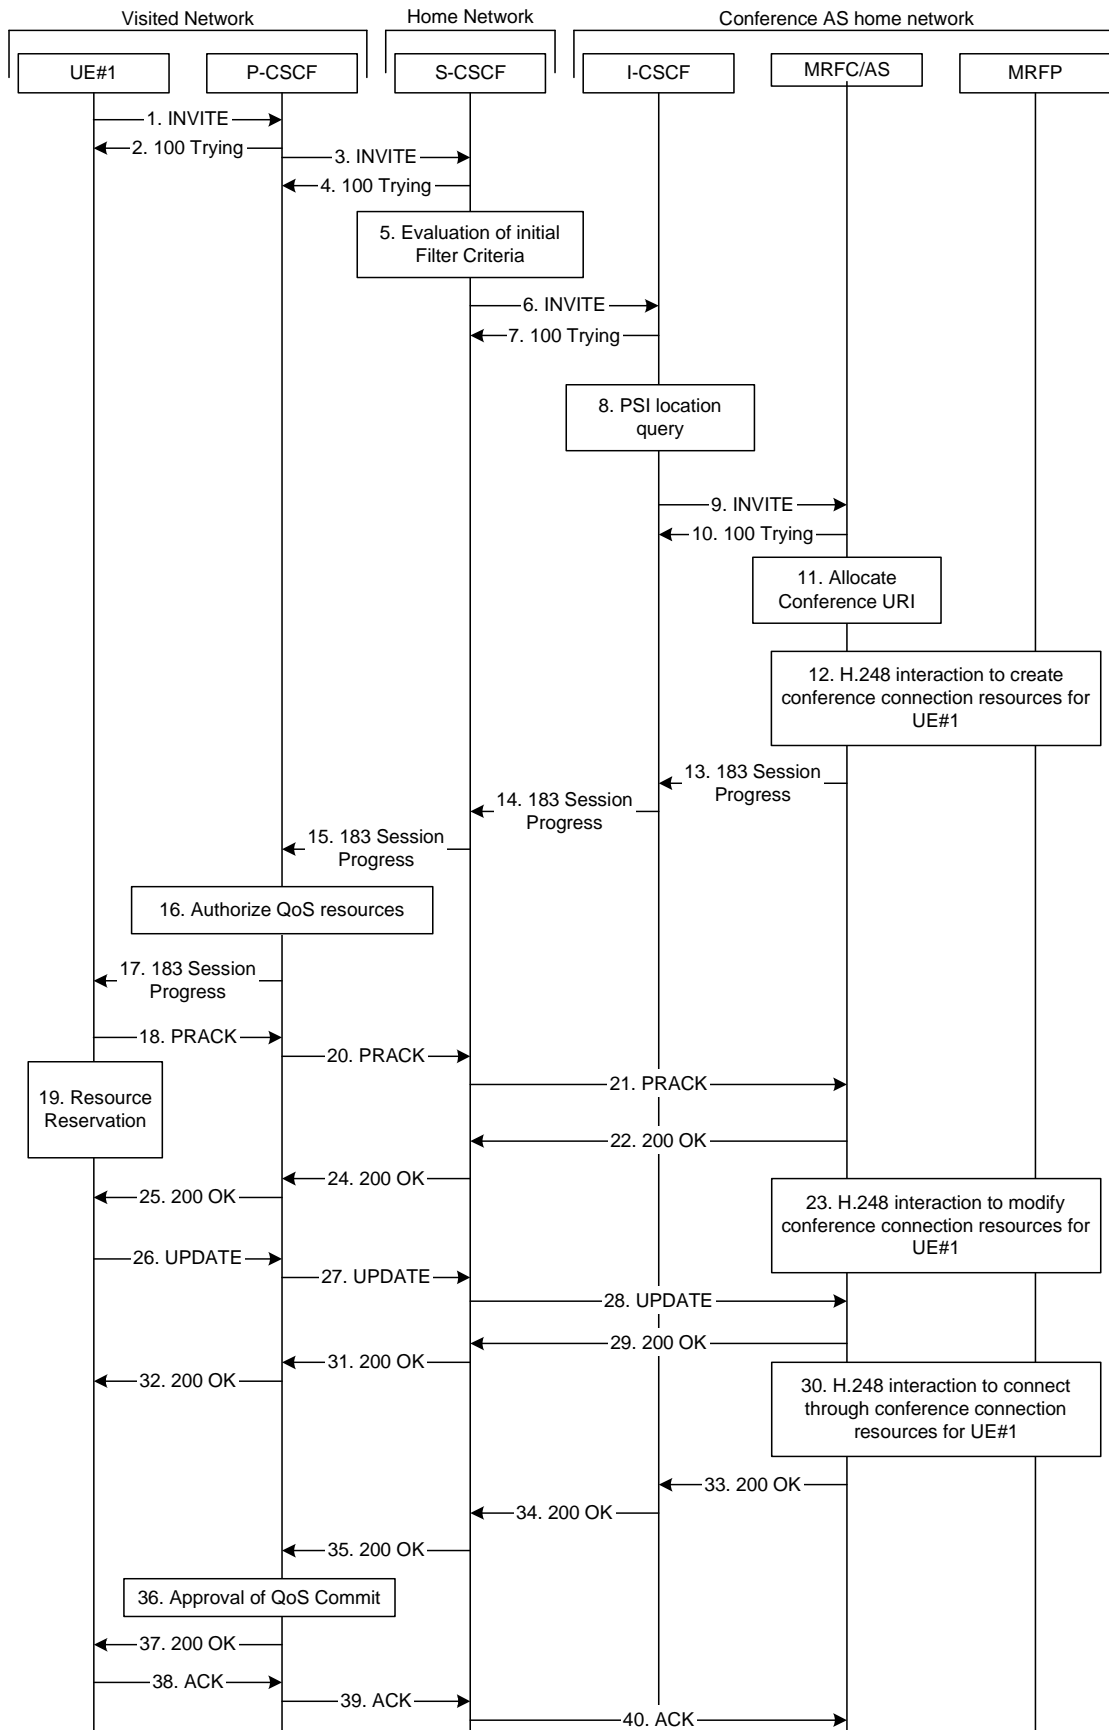 Visited Network
Home Network
Conference AS home network
UE#1
P-CSCF
S-CSCF
I-CSCF
MRFC/AS
MRFP
1. INVITE
2. 100 Trying
3. INVITE
4. 100 Trying
5. Evaluation of initial
Filter Criteria
6. INVITE
7. 100 Trying
8. PSI location
query
9. INVITE
10. 100 Trying
11. Allocate
Conference URI
12. H.248 interaction to create
conference connection resources for
UE#1
13. 183 Session
Progress
14. 183 Session
Progress
15. 183 Session
Progress
16. Authorize QoS resources
17. 183 Session
Progress
18. PRACK
20. PRACK
19. Resource
Reservation
21. PRACK
22. 200 OK
24. 200 OK
25. 200 OK
23. H.248 interaction to modify
conference connection resources for
UE#1
26. UPDATE
27. UPDATE
28. UPDATE
29. 200 OK
31. 200 OK
32. 200 OK
30. H.248 interaction to connect
through conference connection
resources for UE#1
33. 200 OK
34. 200 OK
35. 200 OK
36. Approval of QoS Commit
37. 200 OK
38. ACK
39. ACK
40. ACK